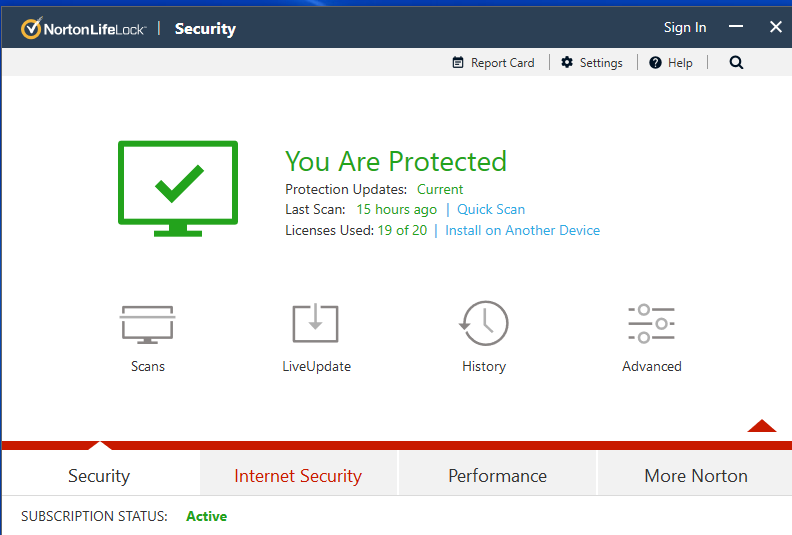 NortonLifeLock | Security Sign In
Report Card | Settings | Help |
You Are Protected
Protection Updates: Current
Last Scan: 15 hours ago | Quick Scan
Licenses Used: 19 of 20 | Install on Another Device
Scans LiveUpdate History Advanced
Security Internet Security Performance More Norton
SUBSCRIPTION STATUS: Active